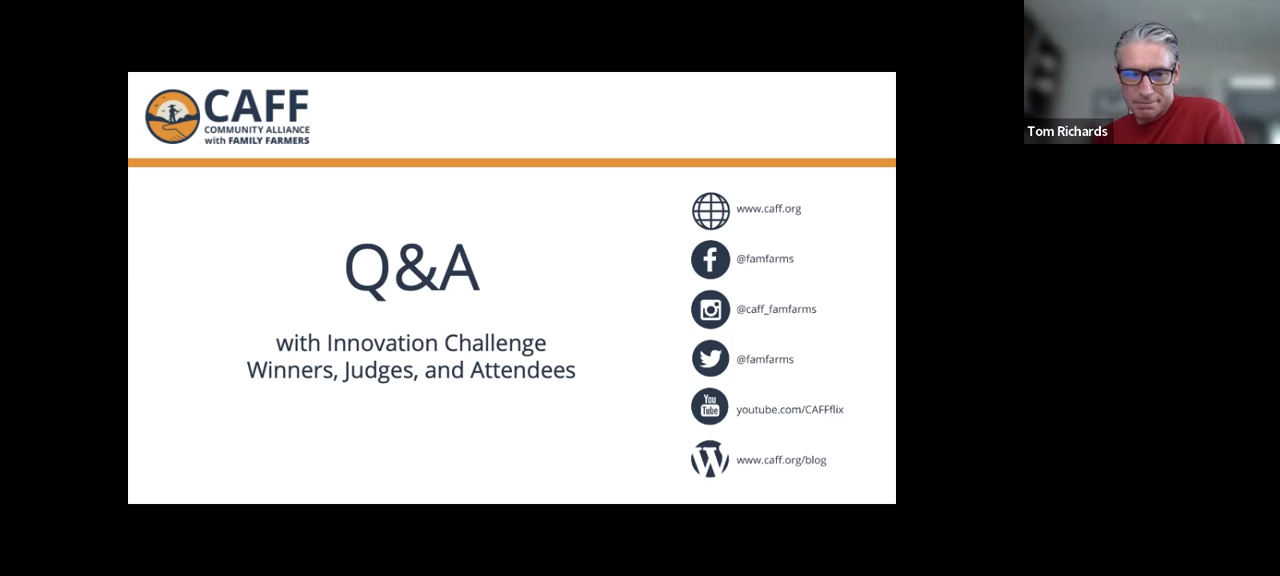 CAFF
COMMUNITY ALLIANCE
with FAMILY FARMERS
Q&A
with Innovation Challenge
Winners, Judges, and Attendees
www.caff.org
@famfarms
@caff_famfarms
@famfarms
You
Tube
youtube.com/CAFFflix
www.caff.org/blog
Tom Richards